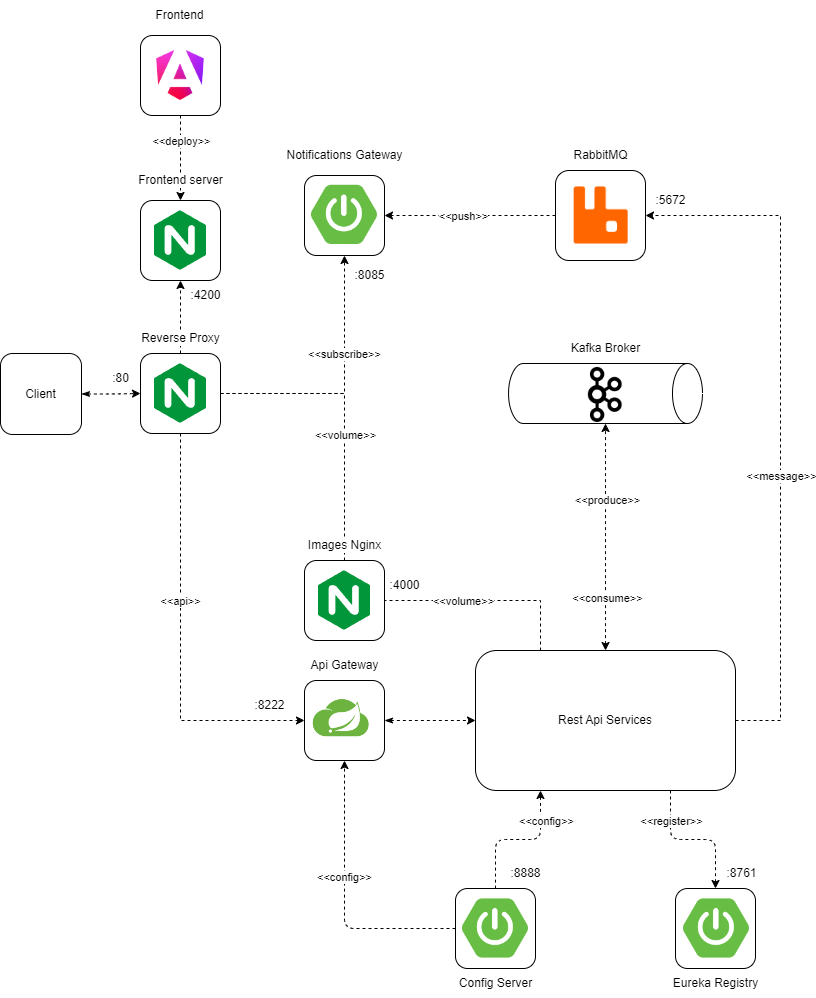 Frontend
<<deploy>>
Frontend server
Notifications Gateway
RabbitMQ
:5672
:8085
<<push>>
:4200
Reverse Proxy
Kafka Broker
<<subscribe>>
:80
Client
<<volume>>
<<message>>
<<produce>>
Images Nginx
:4000
<<api>>
<<volume>>
<<consume>>
Api Gateway
:8222
Rest Api Services
<<config>>
<<register>>
<<config>>
:8888
:8761
Config Server
Eureka Registry